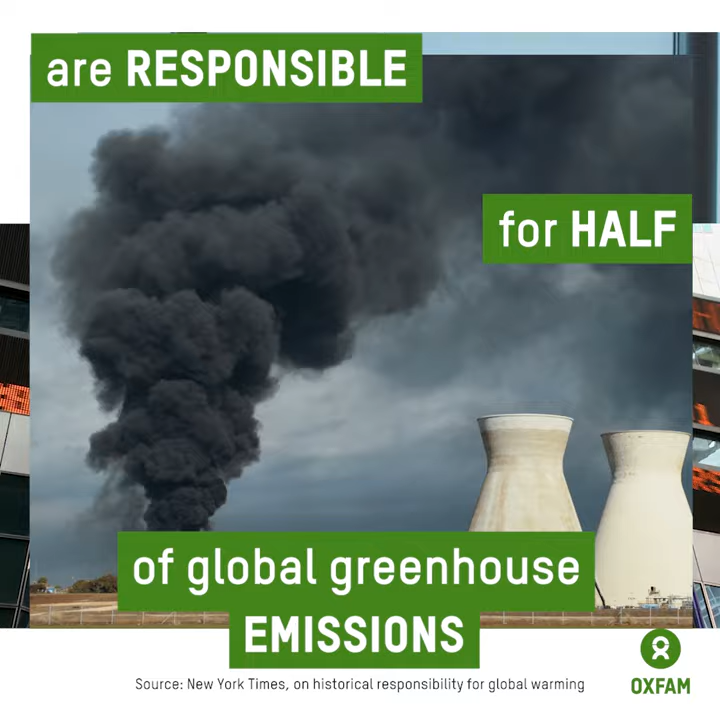 are RESPONSIBLE
for HALF
of global greenhouse
EMISSIONS
Source: New York Times, on historical responsibility for global warming
OXFAM